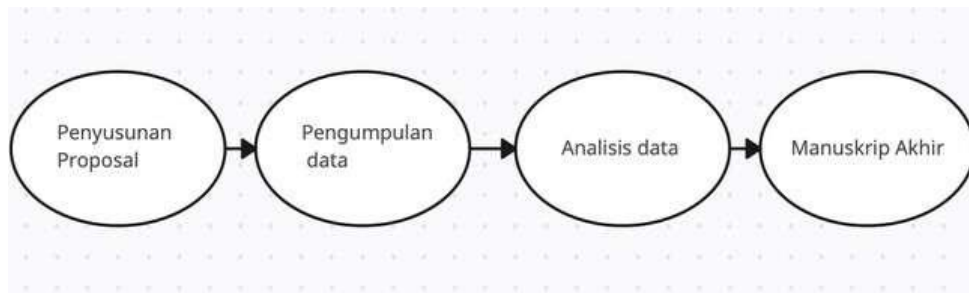 Penyusunan
Proposal
Pengumpulan
data
Analisis data
Manuskrip Akhir